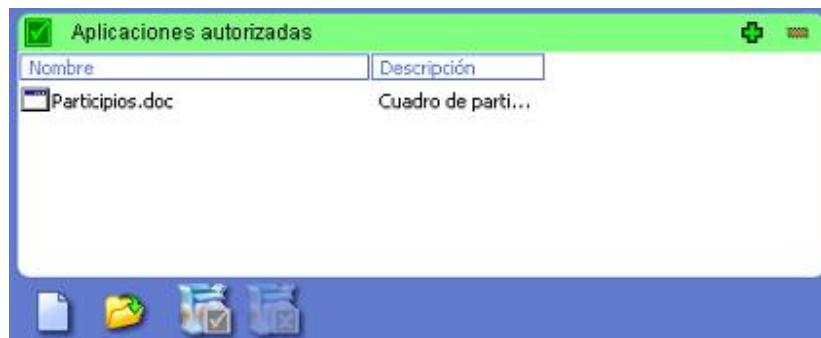 Aplicaciones autorizadas
Nombre Descripción
Participios.doc Cuadro de parti...